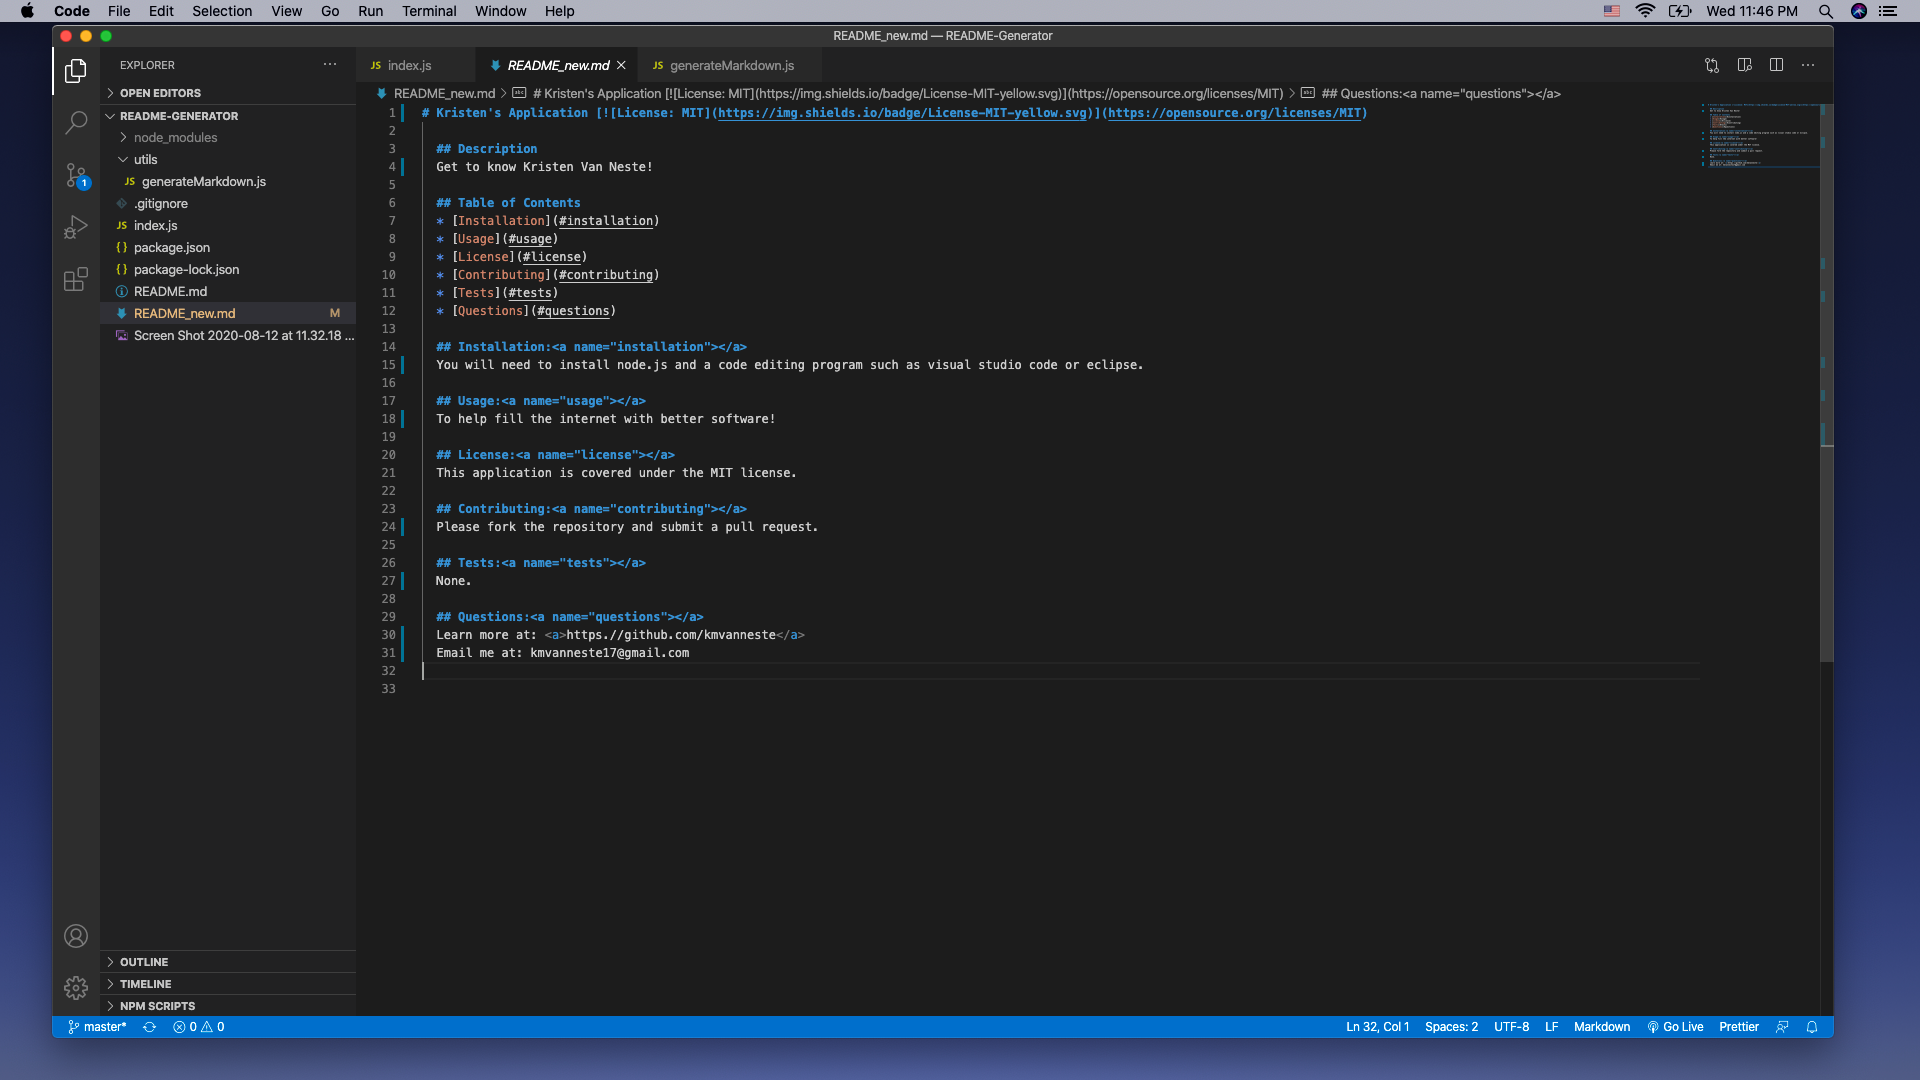 Code File Edit Selection View Go Run Terminal Window Help
Wed 11:46 PM
README_new.md — README-Generator
EXPLORER
JS index.js
README_new.md
JS generateMarkdown.js
README_new.md > # Kristen's Application [![License: MIT](https://img.shields.io/badge/License-MIT-yellow.svg)](https://opensource.org/licenses/MIT) > ## Questions:<a name="questions"></a>
OPEN EDITORS
README-GENERATOR
node_modules
utils
JS generateMarkdown.js
.gitignore
JS index.js
{} package.json
{} package-lock.json
README.md
README_new.md M
Screen Shot 2020-08-12 at 11.32.18 ...
1
OUTLINE
TIMELINE
NPM SCRIPTS
1 # Kristen's Application [![License: MIT](https://img.shields.io/badge/License-MIT-yellow.svg)](https://opensource.org/licenses/MIT)
2
3 ## Description
4 Get to know Kristen Van Neste!
5
6 ## Table of Contents
7 * [Installation](#installation)
8 * [Usage](#usage)
9 * [License](#license)
10 * [Contributing](#contributing)
11 * [Tests](#tests)
12 * [Questions](#questions)
13
14 ## Installation:<a name="installation"></a>
15 You will need to install node.js and a code editing program such as visual studio code or eclipse.
16
17 ## Usage:<a name="usage"></a>
18 To help fill the internet with better software!
19
20 ## License:<a name="license"></a>
21 This application is covered under the MIT license.
22
23 ## Contributing:<a name="contributing"></a>
24 Please fork the repository and submit a pull request.
25
26 ## Tests:<a name="tests"></a>
27 None.
28
29 ## Questions:<a name="questions"></a>
30 Learn more at: <a>https.//github.com/kmvanneste</a>
31 Email me at: kmvanneste17@gmail.com
32
33
master* 0 0
Ln 32, Col 1 Spaces: 2 UTF-8 LF Markdown Go Live Prettier